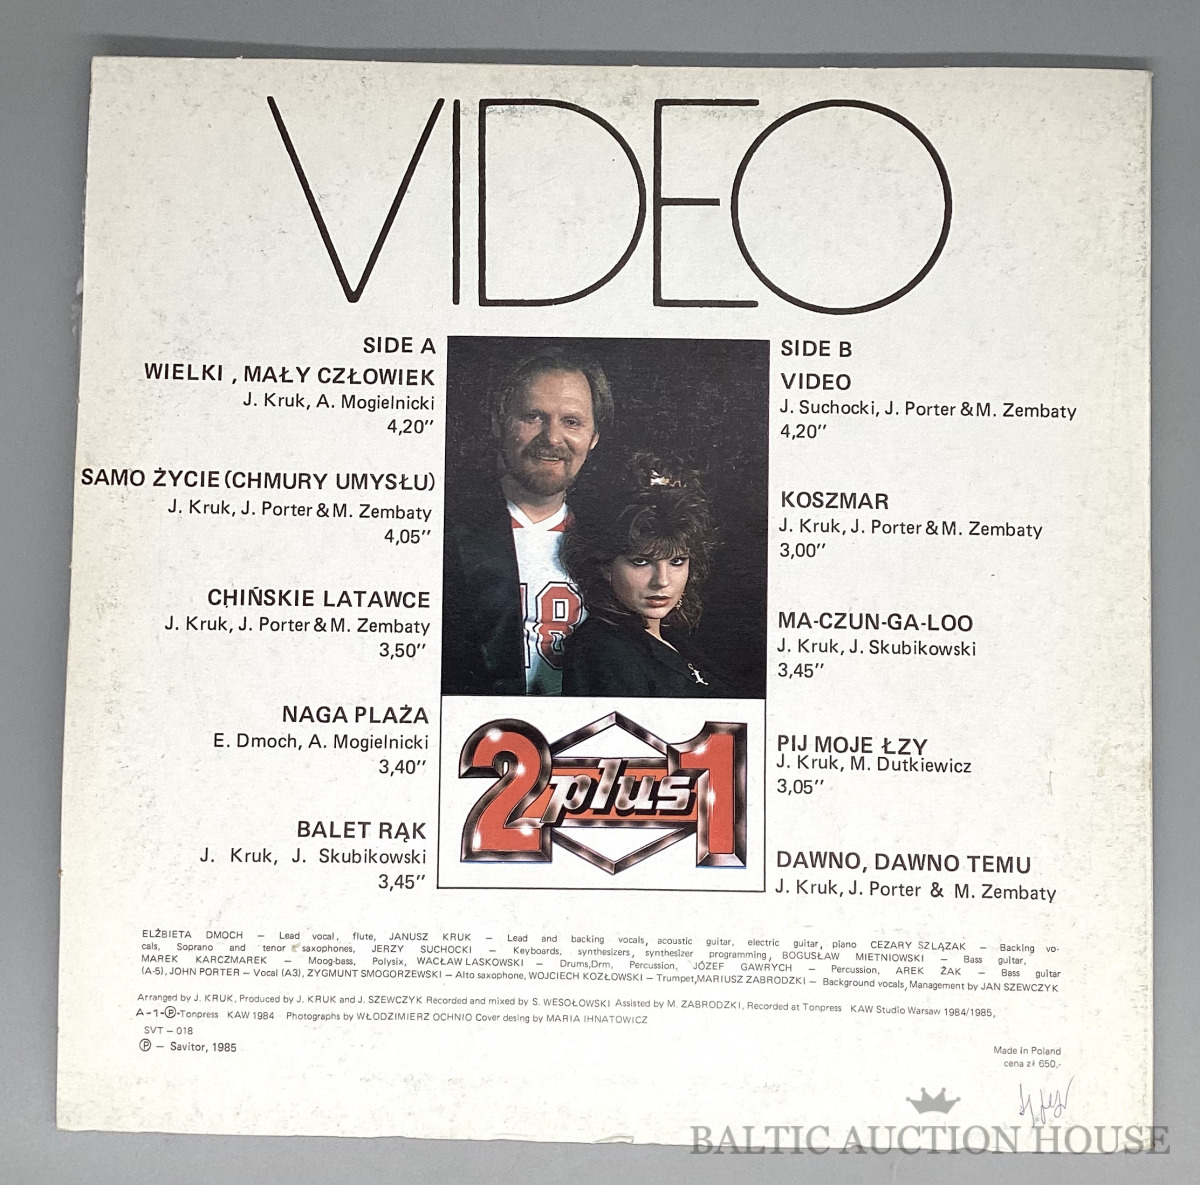 VIDEO
SIDE A
WIELKI , MAŁY CZŁOWIEK
J. Kruk, A. Mogielnicki
4,20"
SAMO ŻYCIE (CHMURY UMYSŁU)
J. Kruk, J. Porter & M. Zembaty
4,05"
CHIŃSKIE LATAWCE
J. Kruk, J. Porter & M. Zembaty
3,50"
NAGA PLAŻA
E. Dmoch, A. Mogielnicki
3,40"
BALET RĄK
J. Kruk, J. Skubikowski
3,45"
18
2 plus 1
SIDE B
VIDEO
J. Suchocki, J. Porter & M. Zembaty
4,20"
KOSZMAR
J. Kruk, J. Porter & M. Zembaty
3,00"
MA-CZUN-GA-LOO
J. Kruk, J. Skubikowski
3,45"
PIJ MOJE ŁZY
J. Kruk, M. Dutkiewicz
3,05"
DAWNO, DAWNO TEMU
J. Kruk, J. Porter & M. Zembaty
ELŻBIETA DMOCH – Lead vocal, flute, JANUSZ KRUK – Lead and backing vocals, acoustic guitar, electric guitar, piano CEZARY SZLĄZAK – Backing vo-
cals, Soprano and tenor saxophones, JERZY SUCHOCKI – Keyboards, synthesizers, synthesizer programming, BOGUSŁAW MIETNIOWSKI – Bass guitar,
MAREK KARCZMAREK – Moog-bass, Polysix, WACŁAW LASKOWSKI – Drums,Drm, Percussion, JÓZEF GAWRYCH – Percussion, AREK ŻAK – Bass guitar
(A-5), JOHN PORTER – Vocal (A3), ZYGMUNT SMOGORZEWSKI – Alto saxophone, WOJCIECH KOZŁOWSKI – Trumpet,MARIUSZ ZABRODZKI – Background vocals, Management by JAN SZEWCZYK
Arranged by J. KRUK, Produced by J. KRUK and J. SZEWCZYK Recorded and mixed by S. WESOŁOWSKI Assisted by M. ZABRODZKI, Recorded at Tonpress KAW Studio Warsaw 1984/1985,
A-1-Ⓟ-Tonpress KAW 1984 Photographs by WŁODZIMIERZ OCHNIO Cover desing by MARIA IHNATOWICZ
SVT – 018
Ⓟ – Savitor, 1985
Made in Poland
cena zł 650,-
BALTIC AUCTION HOUSE